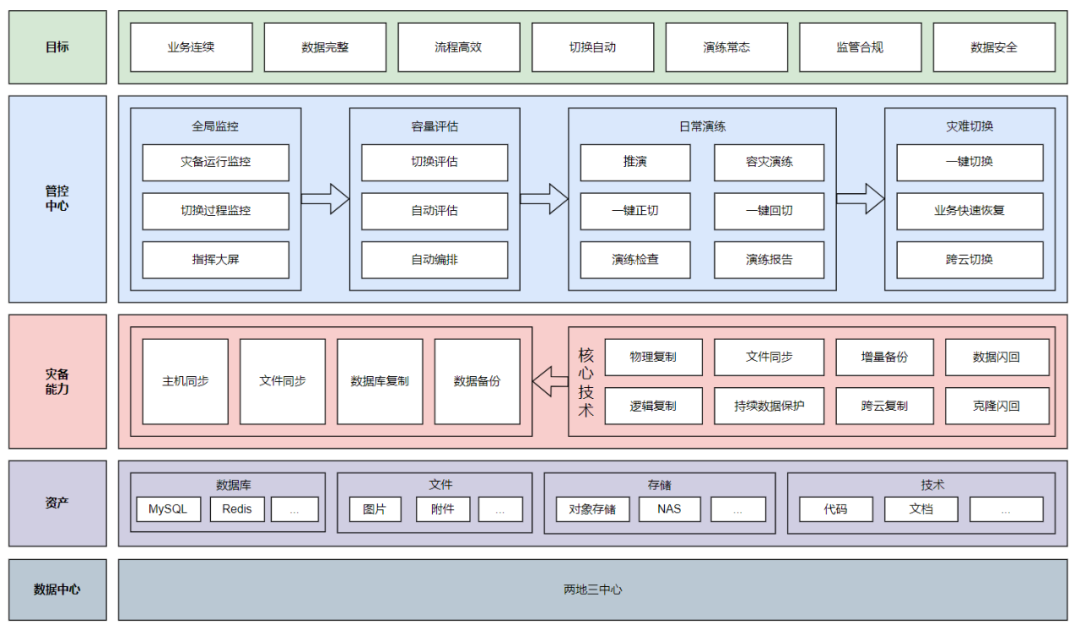 目标
业务连续
数据完整
流程高效
切换自动
演练常态
监管合规
数据安全
管控
中心
全局监控
灾备运行监控
切换过程监控
指挥大屏
容量评估
切换评估
自动评估
自动编排
日常演练
推演
容灾演练
一键正切
一键回切
演练检查
演练报告
灾难切换
一键切换
业务快速恢复
跨云切换
灾备
能力
主机同步
文件同步
数据库复制
数据备份
核
心
技
术
物理复制
文件同步
增量备份
数据闪回
逻辑复制
持续数据保护
跨云复制
克隆闪回
资产
数据库
MySQL
Redis
...
文件
图片
附件
...
存储
对象存储
NAS
...
技术
代码
文档
...
数据中心
两地三中心